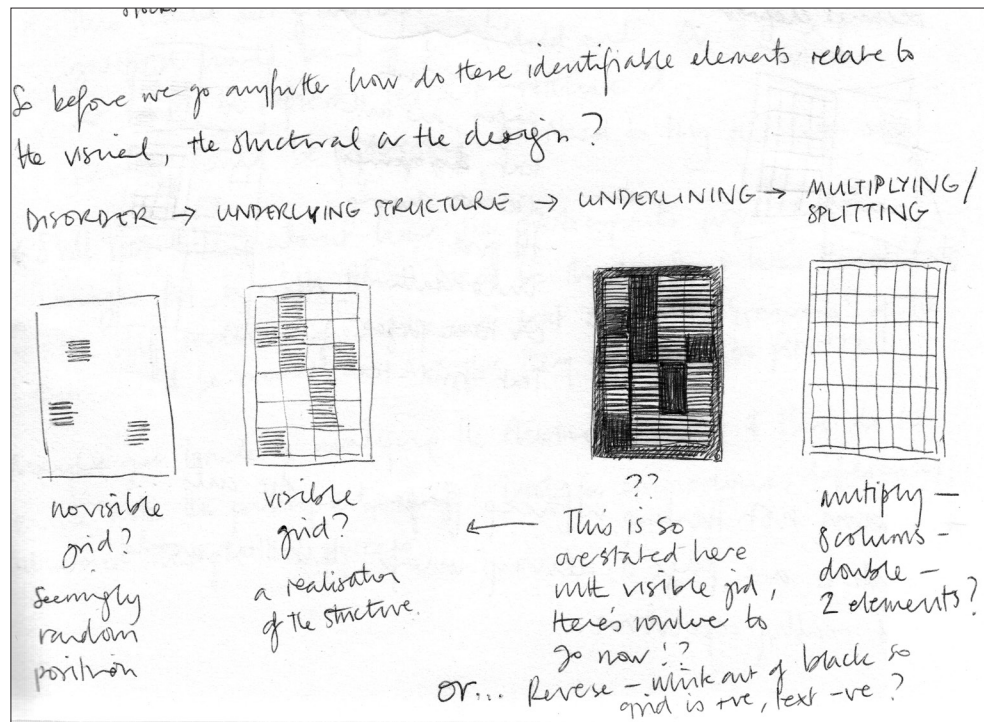 So before we go anyfurther how do these identifiable elements relate to
the visual, the structural or the design?
DISORDER → UNDERLYING STRUCTURE → UNDERLINING → MULTIPLYING/
SPLITTING
no visible
grid?
Seemingly
random
position
visible
grid?
a realisation
of the structure.
??
← This is so
overstated here
with visible grid,
there's nowhere to
go now!?
or... Reverse – white out of black so
grid is +ve, text -ve?
multiply –
8 columns –
double –
2 elements?